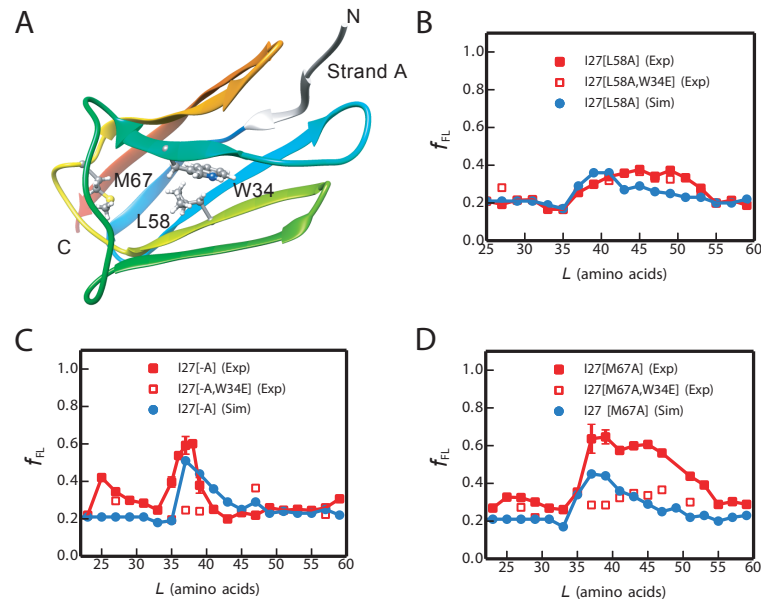 A
N
Strand A
M67
W34
L58
C
B
1.0
0.8
0.6
0.4
0.2
0.0
f_FL
I27[L58A] (Exp)
I27[L58A,W34E] (Exp)
I27[L58A] (Sim)
25 30 35 40 45 50 55 60
L (amino acids)
C
1.0
0.8
0.6
0.4
0.2
0.0
f_FL
I27[-A] (Exp)
I27[-A,W34E] (Exp)
I27[-A] (Sim)
25 30 35 40 45 50 55 60
L (amino acids)
D
1.0
0.8
0.6
0.4
0.2
0.0
f_FL
I27[M67A] (Exp)
I27[M67A,W34E] (Exp)
I27 [M67A] (Sim)
25 30 35 40 45 50 55 60
L (amino acids)